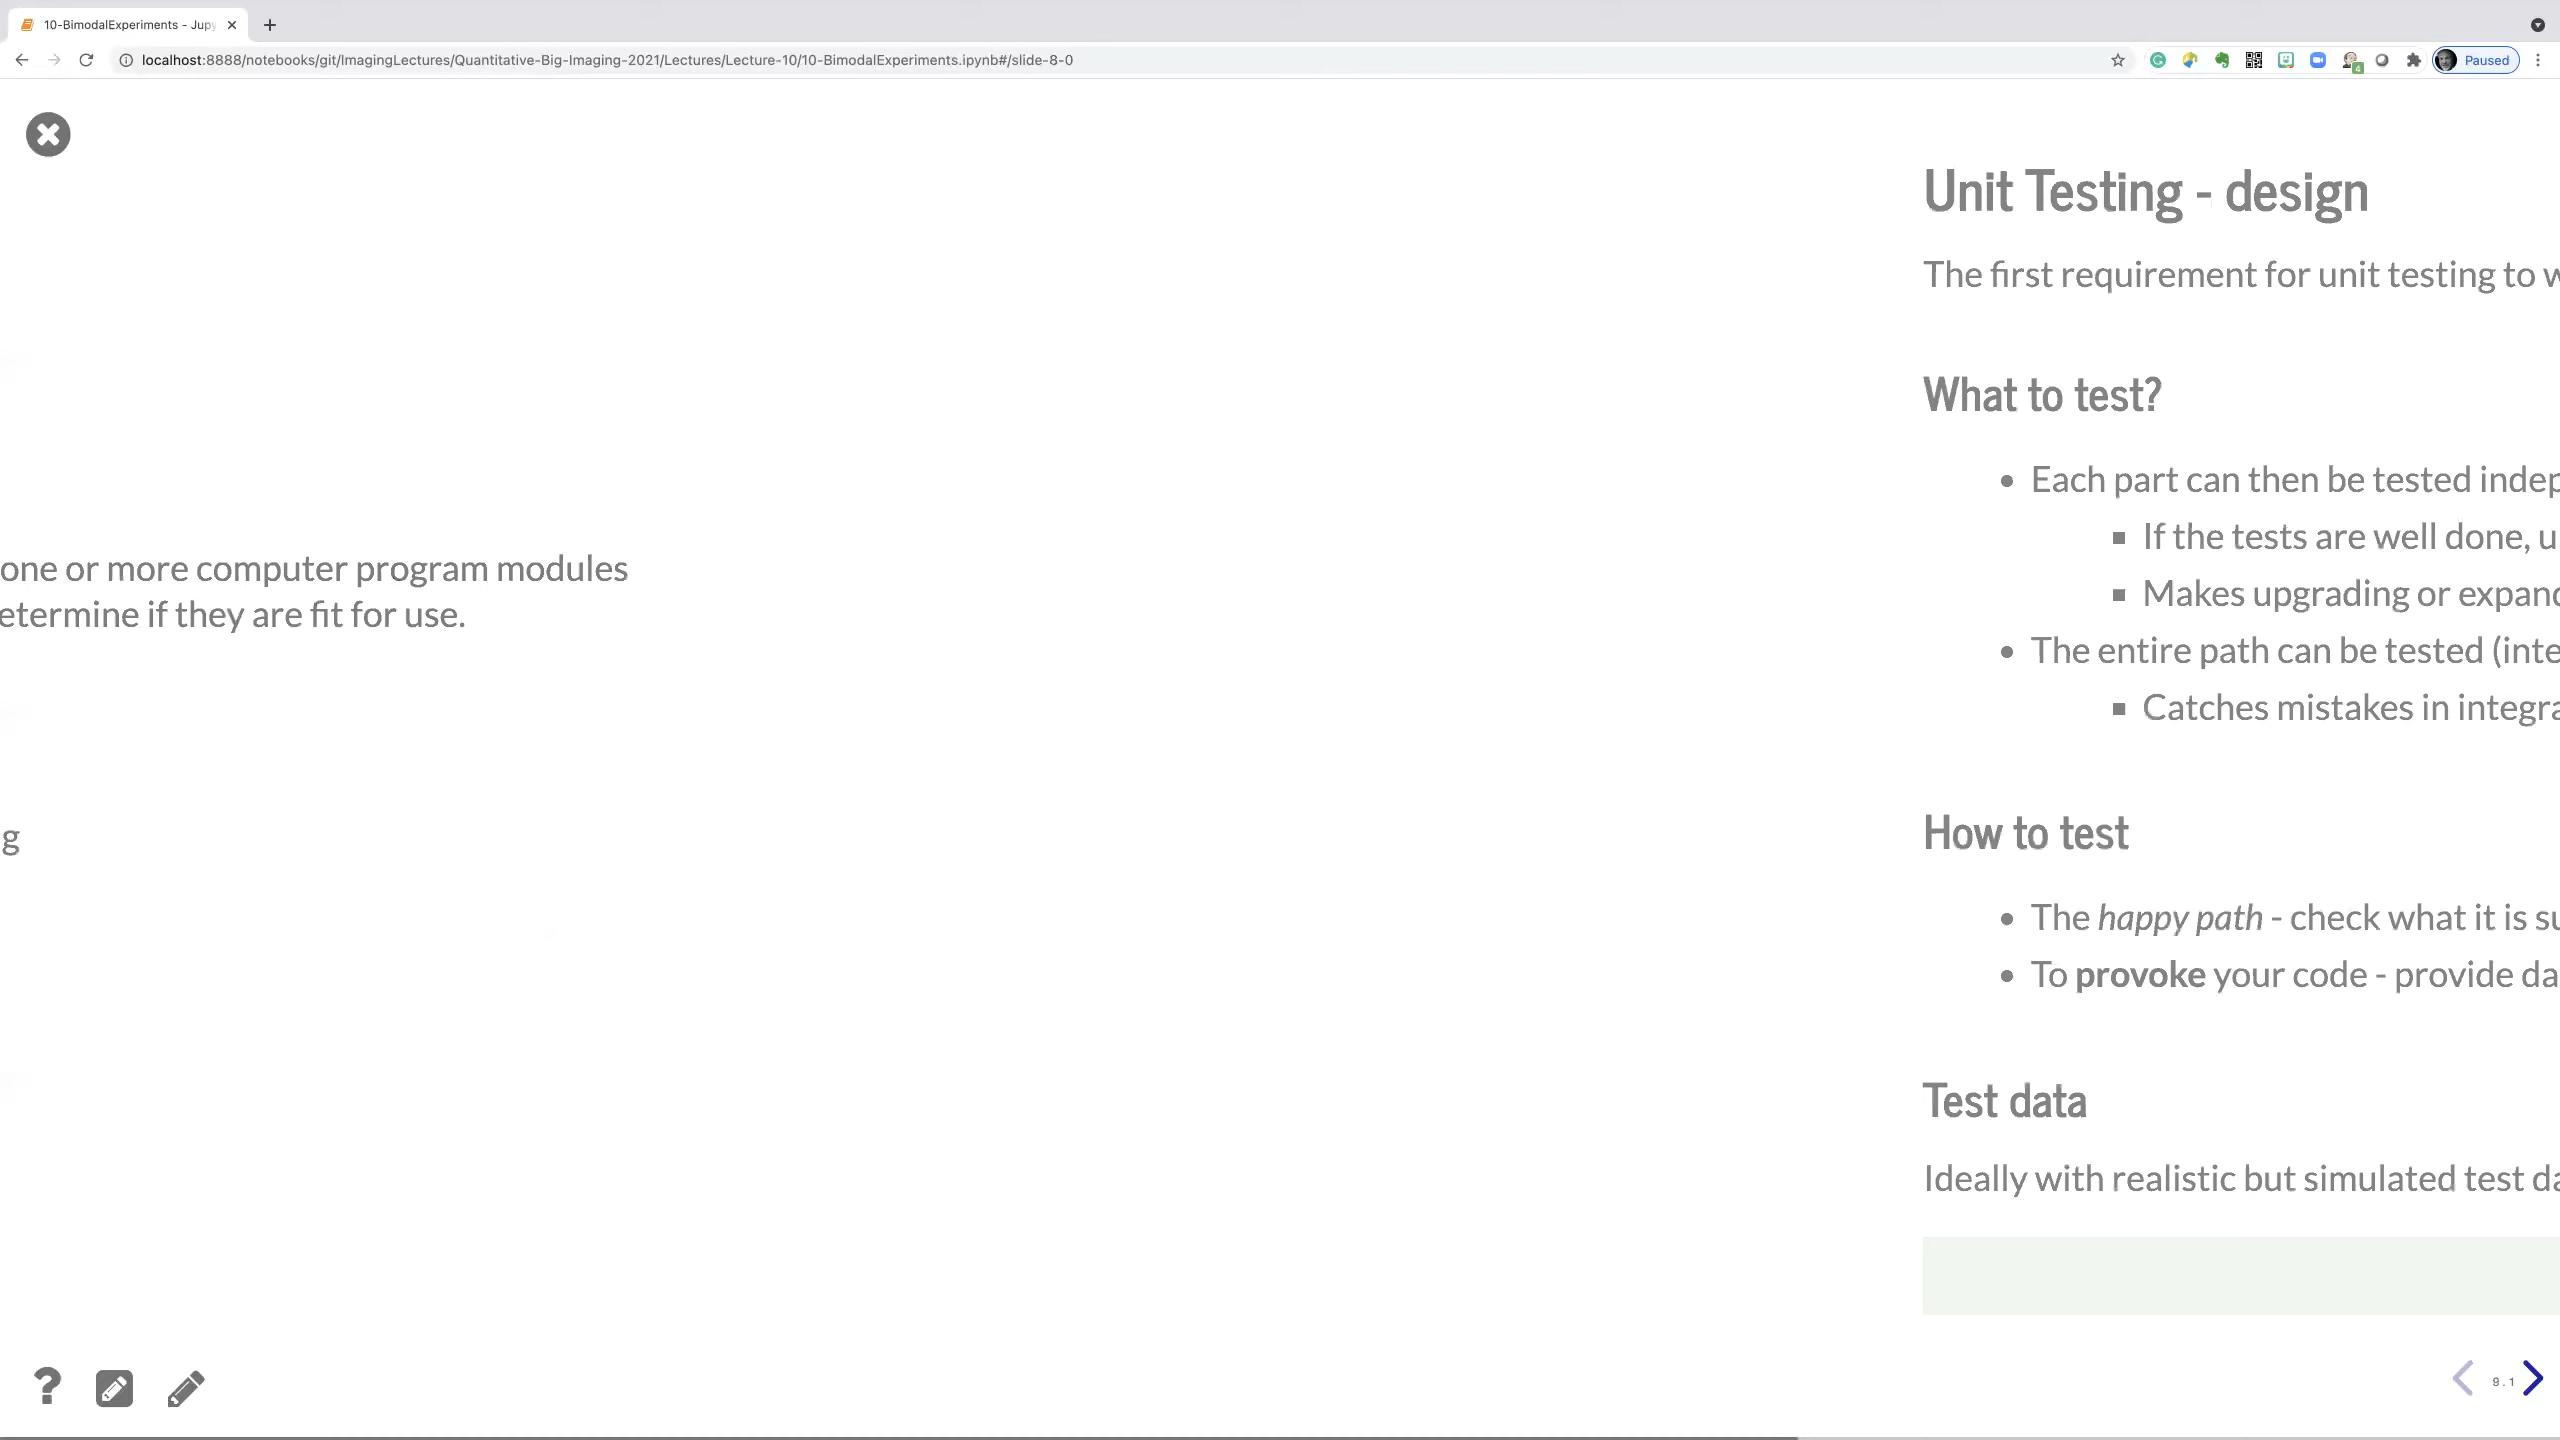 10-BimodalExperiments - Jupy
localhost:8888/notebooks/git/ImagingLectures/Quantitative-Big-Imaging-2021/Lectures/Lecture-10/10-BimodalExperiments.ipynb#/slide-8-0
Paused
one or more computer program modules
etermine if they are fit for use.
g
Unit Testing - design
The first requirement for unit testing to w
What to test?
Each part can then be tested indep
If the tests are well done, u
Makes upgrading or expand
The entire path can be tested (inte
Catches mistakes in integra
How to test
The happy path - check what it is su
To provoke your code - provide da
Test data
Ideally with realistic but simulated test da
9.1